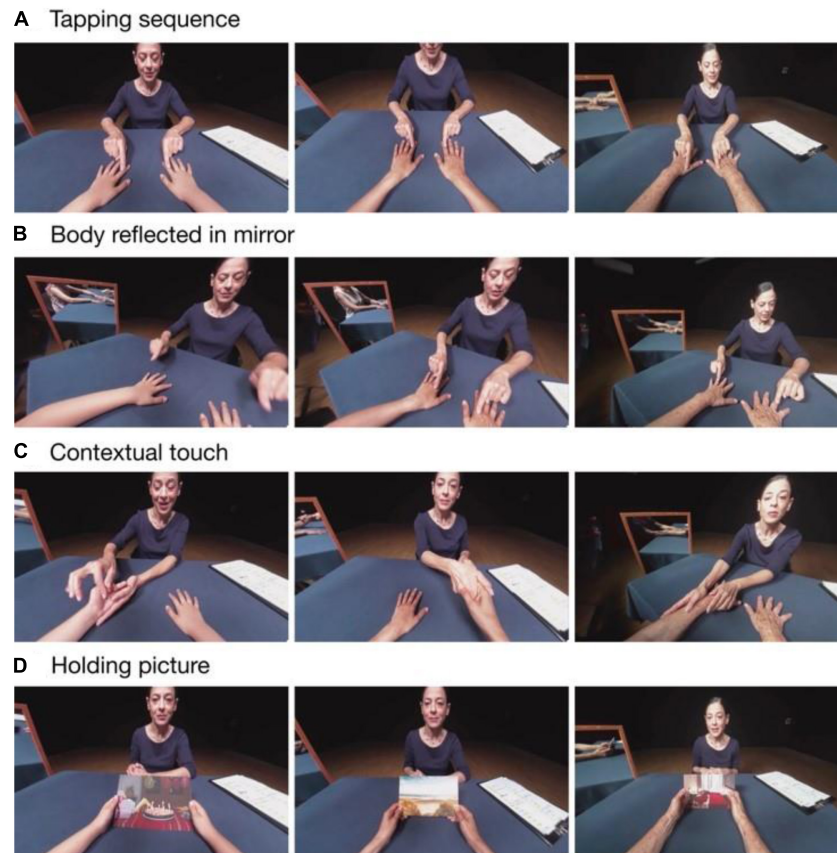 A Tapping sequence
B Body reflected in mirror
C Contextual touch
D Holding picture